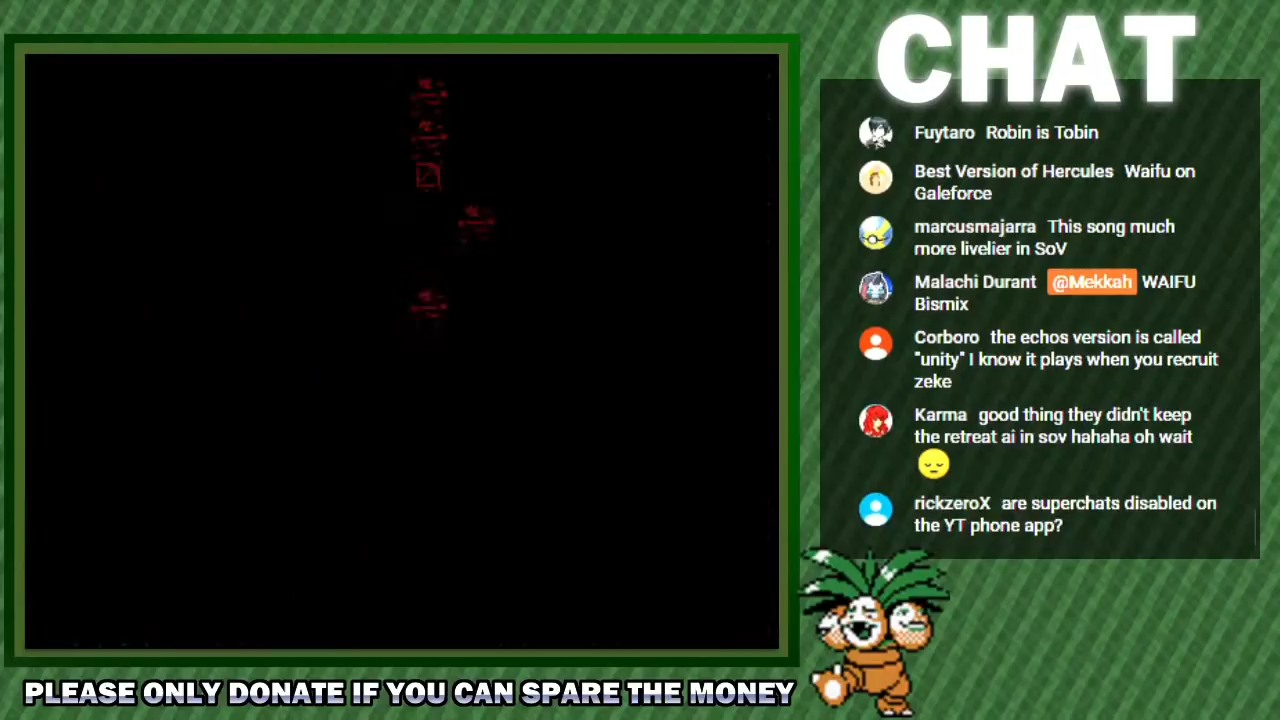 CHAT
Fuytaro Robin is Tobin
Best Version of Hercules Waifu on
Galeforce
marcusmajarra This song much
more livelier in SoV
Malachi Durant @Mekkah WAIFU
Bismix
Corboro the echos version is called
"unity" I know it plays when you recruit
zeke
Karma good thing they didn't keep
the retreat ai in sov hahaha oh wait
rickzeroX are superchats disabled on
the YT phone app?
PLEASE ONLY DONATE IF YOU CAN SPARE THE MONEY